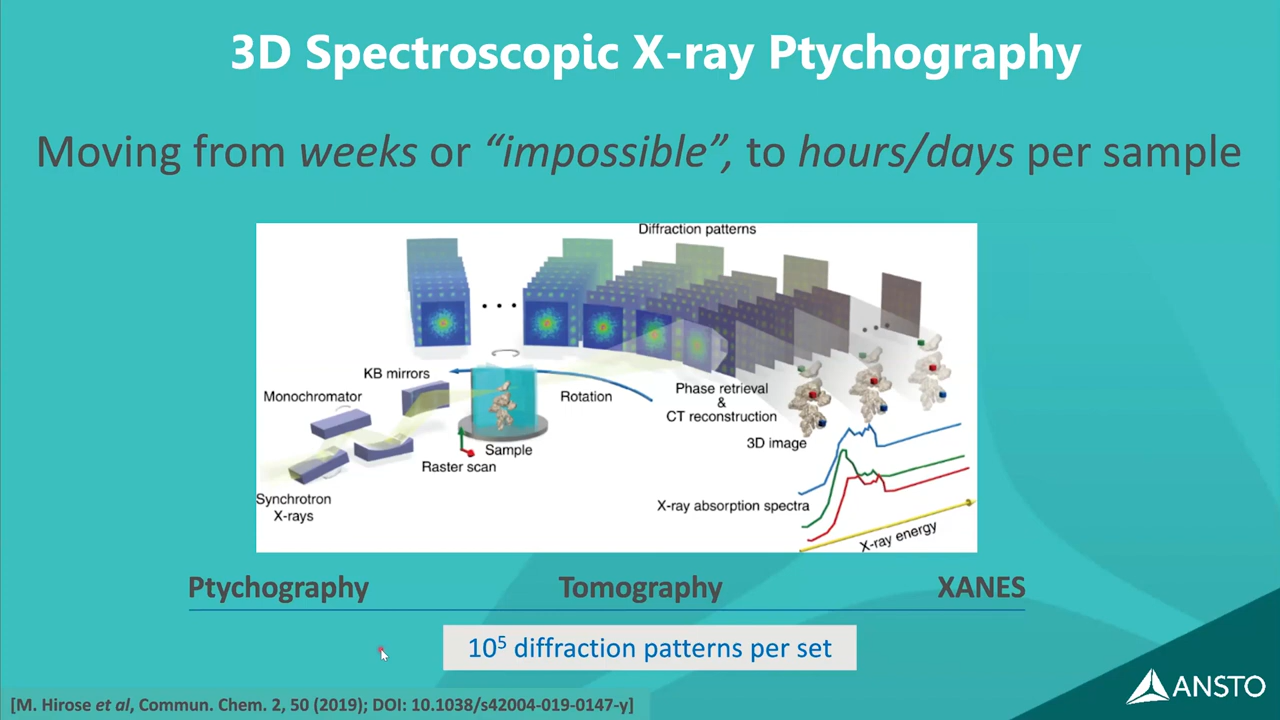 3D Spectroscopic X-ray Ptychography
Moving from weeks or “impossible”, to hours/days per sample
Diffraction patterns
KB mirrors
Monochromator
Rotation
Phase retrieval
&
CT reconstruction
3D image
Sample
Raster scan
Synchrotron
X-rays
X-ray absorption spectra
X-ray energy
Ptychography
Tomography
XANES
10⁵ diffraction patterns per set
[M. Hirose et al, Commun. Chem. 2, 50 (2019); DOI: 10.1038/s42004-019-0147-y]
ANSTO